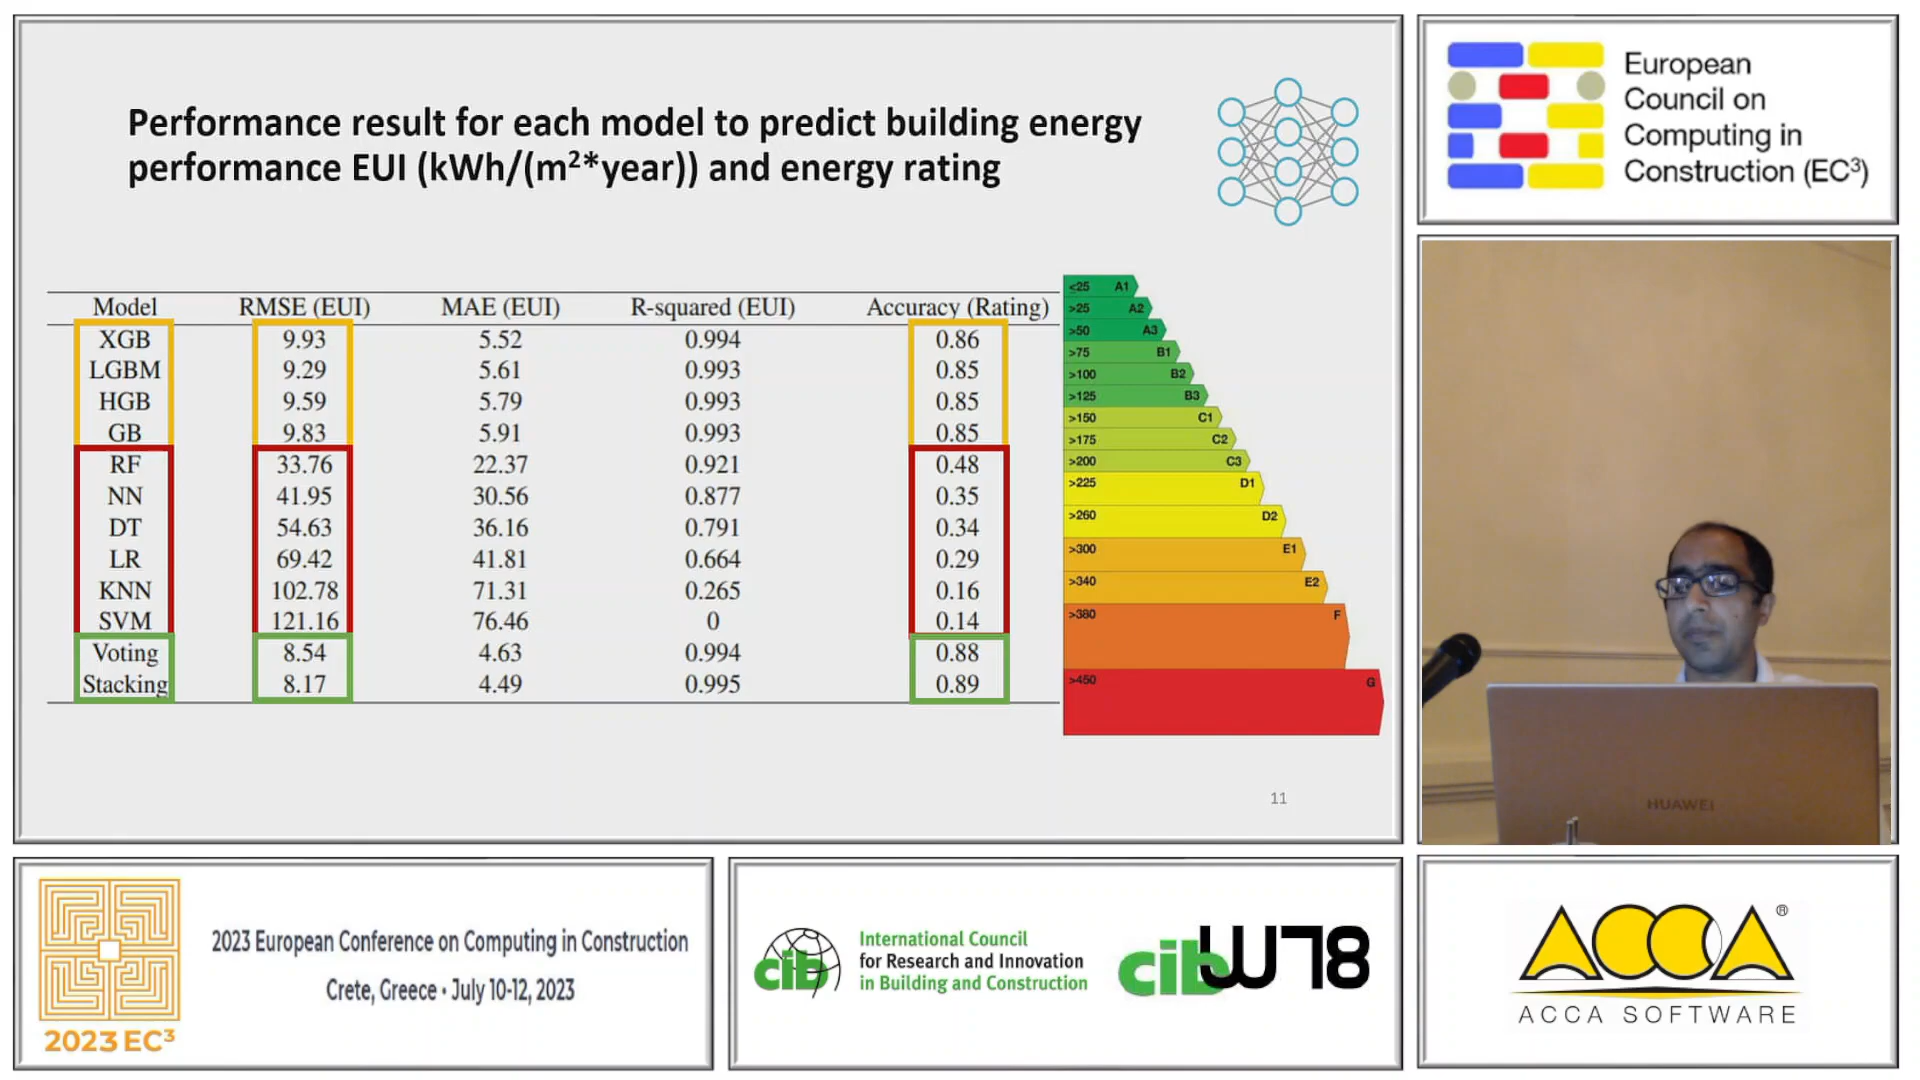 Performance result for each model to predict building energy
performance EUI (kWh/(m²*year)) and energy rating
Model RMSE (EUI) MAE (EUI) R-squared (EUI) Accuracy (Rating)
XGB 9.93 5.52 0.994 0.86
LGBM 9.29 5.61 0.993 0.85
HGB 9.59 5.79 0.993 0.85
GB 9.83 5.91 0.993 0.85
RF 33.76 22.37 0.921 0.48
NN 41.95 30.56 0.877 0.35
DT 54.63 36.16 0.791 0.34
LR 69.42 41.81 0.664 0.29
KNN 102.78 71.31 0.265 0.16
SVM 121.16 76.46 0 0.14
Voting 8.54 4.63 0.994 0.88
Stacking 8.17 4.49 0.995 0.89
≤25 A1
>25 A2
>50 A3
>75 B1
>100 B2
>125 B3
>150 C1
>175 C2
>200 C3
>225 D1
>260 D2
>300 E1
>340 E2
>380 F
>450 G
11
European
Council on
Computing in
Construction (EC³)
HUAWEI
2023 EC³
2023 European Conference on Computing in Construction
Crete, Greece • July 10-12, 2023
cib
International Council
for Research and Innovation
in Building and Construction
cib W78
ACCA ®
ACCA SOFTWARE